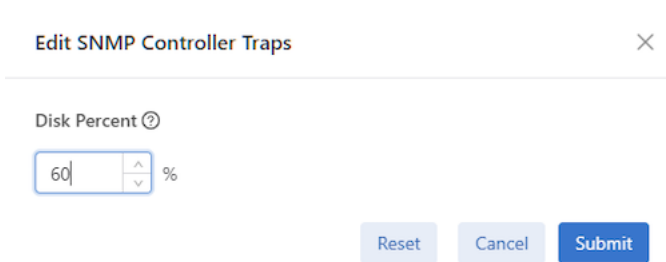 Edit SNMP Controller Traps
Disk Percent
60 %
Reset Cancel Submit